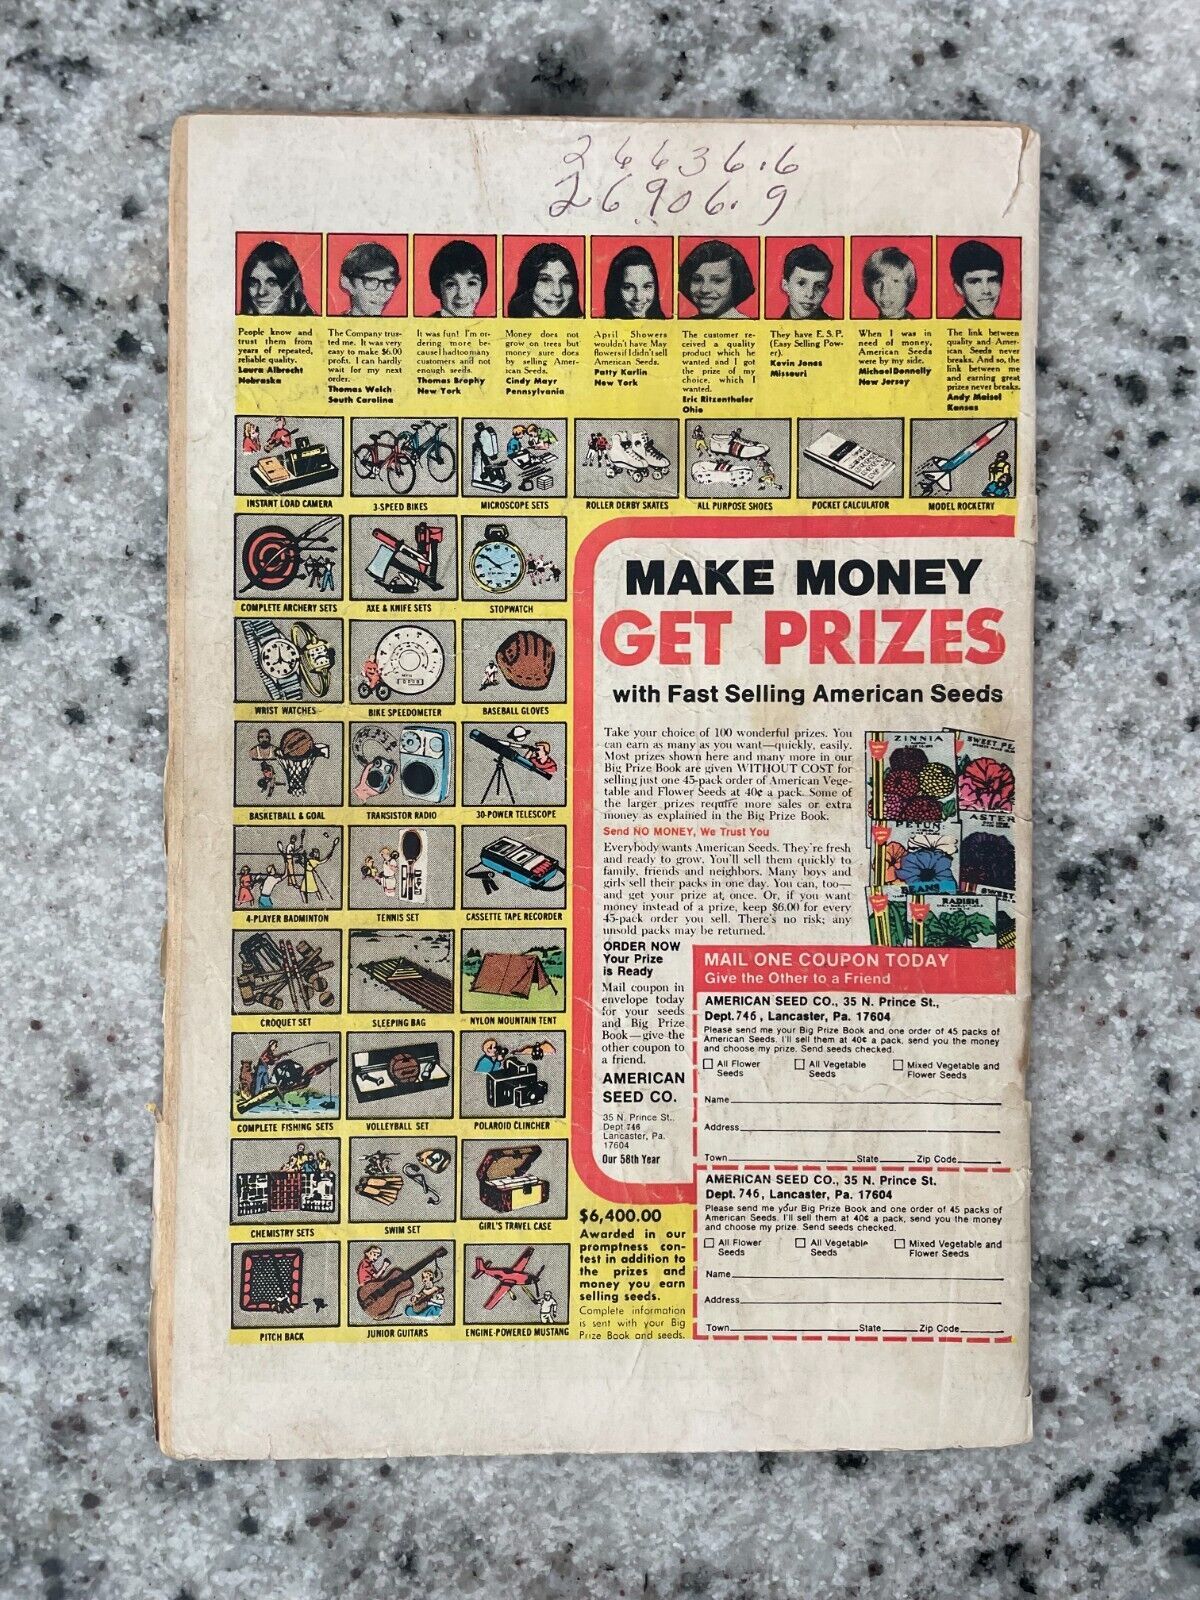 24436.6
26906.9
People know and
trust them from
years of repeated,
reliable quality.
Laura Albrecht
Nebraska
The Company trus-
ted me. It was very
easy to make $6.00
profit. I can hardly
wait for my next
order.
Thomas Welch
South Carolina
It was fun! I'm or-
dering more be-
cause I had too many
customers and not
enough seeds.
Thomas Brophy
New York
Money does not
grow on trees but
money sure does
by selling Amer-
ican Seeds.
Cindy Mayr
Pennsylvania
April Showers
wouldn't have May
flowers if I didn't sell
American Seeds.
Patty Karlin
New York
The customer re-
ceived a quality
product which he
wanted and I got
the prize of my
choice, which I
wanted.
Eric Ritzenthaler
Ohio
They have E.S.P.
(Easy Selling Pow-
er).
Kevin Jones
Missouri
When I was in
need of money,
American Seeds
were by my side.
Michael Donnelly
New Jersey
The link between
quality and Amer-
ican Seeds never
breaks. And so, the
link between me
and earning great
prizes never breaks.
Andy Maisel
Kansas
INSTANT LOAD CAMERA
3-SPEED BIKES
MICROSCOPE SETS
ROLLER DERBY SKATES
ALL PURPOSE SHOES
POCKET CALCULATOR
MODEL ROCKETRY
COMPLETE ARCHERY SETS
AXE & KNIFE SETS
STOPWATCH
WRIST WATCHES
BIKE SPEEDOMETER
BASEBALL GLOVES
BASKETBALL & GOAL
TRANSISTOR RADIO
30-POWER TELESCOPE
4-PLAYER BADMINTON
TENNIS SET
CASSETTE TAPE RECORDER
CROQUET SET
SLEEPING BAG
NYLON MOUNTAIN TENT
COMPLETE FISHING SETS
VOLLEYBALL SET
POLAROID CLINCHER
CHEMISTRY SETS
SWIM SET
GIRL'S TRAVEL CASE
PITCH BACK
JUNIOR GUITARS
ENGINE-POWERED MUSTANG
MAKE MONEY
GET PRIZES
with Fast Selling American Seeds
Take your choice of 100 wonderful prizes. You
can earn as many as you want—quickly, easily.
Most prizes shown here and many more in our
Big Prize Book are given WITHOUT COST for
selling just one 45-pack order of American Vege-
table and Flower Seeds at 40¢ a pack. Some of
the larger prizes require more sales or extra
money as explained in the Big Prize Book.
Send NO MONEY, We Trust You
Everybody wants American Seeds. They're fresh
and ready to grow. You'll sell them quickly to
family, friends and neighbors. Many boys and
girls sell their packs in one day. You can, too—
and get your prize at once. Or, if you want
money instead of a prize, keep $6.00 for every
45-pack order you sell. There's no risk; any
unsold packs may be returned.
ZINNIA
SWEET PE
ASTER
PETUN
BEANS
SWEET
RADISH
ORDER NOW
Your Prize
is Ready
Mail coupon in
envelope today
for your seeds
and Big Prize
Book—give the
other coupon to
a friend.
AMERICAN
SEED CO.
35 N. Prince St.,
Dept 746
Lancaster, Pa.
17604
Our 58th Year
$6,400.00
Awarded in our
promptness con-
test in addition to
the prizes and
money you earn
selling seeds.
Complete information
is sent with your Big
Prize Book and seeds.
MAIL ONE COUPON TODAY
Give the Other to a Friend
AMERICAN SEED CO., 35 N. Prince St.,
Dept. 746, Lancaster, Pa. 17604
Please send me your Big Prize Book and one order of 45 packs of
American Seeds. I'll sell them at 40¢ a pack, send you the money
and choose my prize. Send seeds checked.
All Flower Seeds
All Vegetable Seeds
Mixed Vegetable and Flower Seeds
Name
Address
Town State Zip Code
AMERICAN SEED CO., 35 N. Prince St.
Dept. 746, Lancaster, Pa. 17604
Please send me your Big Prize Book and one order of 45 packs of
American Seeds. I'll sell them at 40¢ a pack, send you the money
and choose my prize. Send seeds checked.
All Flower Seeds
All Vegetable Seeds
Mixed Vegetable and Flower Seeds
Name
Address
Town State Zip Code